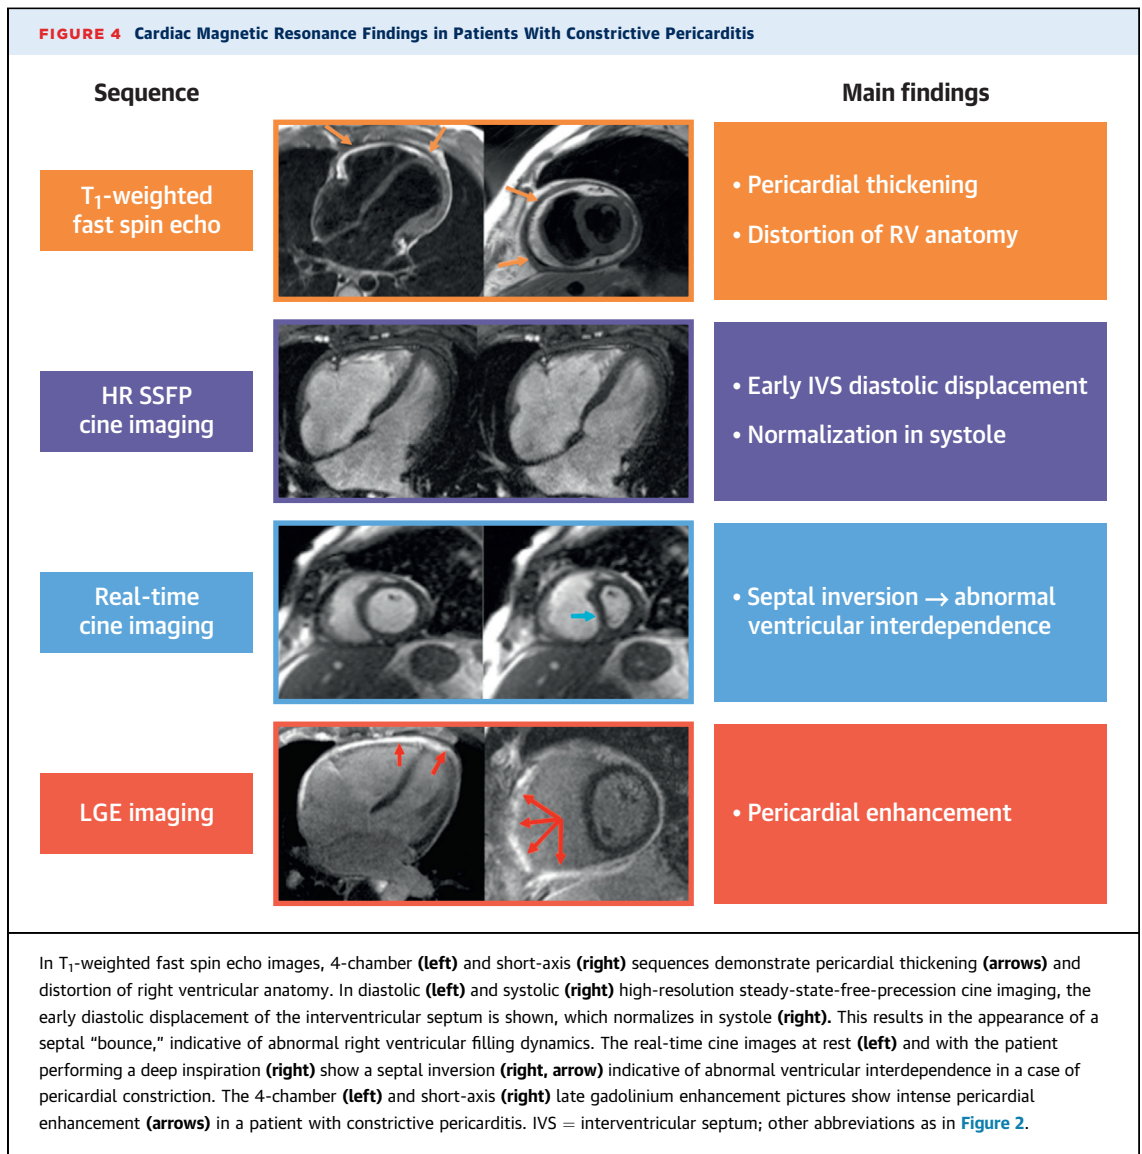 FIGURE 4 Cardiac Magnetic Resonance Findings in Patients With Constrictive Pericarditis
Sequence
Main findings
T₁-weighted
fast spin echo
• Pericardial thickening
• Distortion of RV anatomy
HR SSFP
cine imaging
• Early IVS diastolic displacement
• Normalization in systole
Real-time
cine imaging
• Septal inversion → abnormal
ventricular interdependence
LGE imaging
• Pericardial enhancement
In T₁-weighted fast spin echo images, 4-chamber (left) and short-axis (right) sequences demonstrate pericardial thickening (arrows) and
distortion of right ventricular anatomy. In diastolic (left) and systolic (right) high-resolution steady-state-free-precession cine imaging, the
early diastolic displacement of the interventricular septum is shown, which normalizes in systole (right). This results in the appearance of a
septal “bounce,” indicative of abnormal right ventricular filling dynamics. The real-time cine images at rest (left) and with the patient
performing a deep inspiration (right) show a septal inversion (right, arrow) indicative of abnormal ventricular interdependence in a case of
pericardial constriction. The 4-chamber (left) and short-axis (right) late gadolinium enhancement pictures show intense pericardial
enhancement (arrows) in a patient with constrictive pericarditis. IVS = interventricular septum; other abbreviations as in Figure 2.